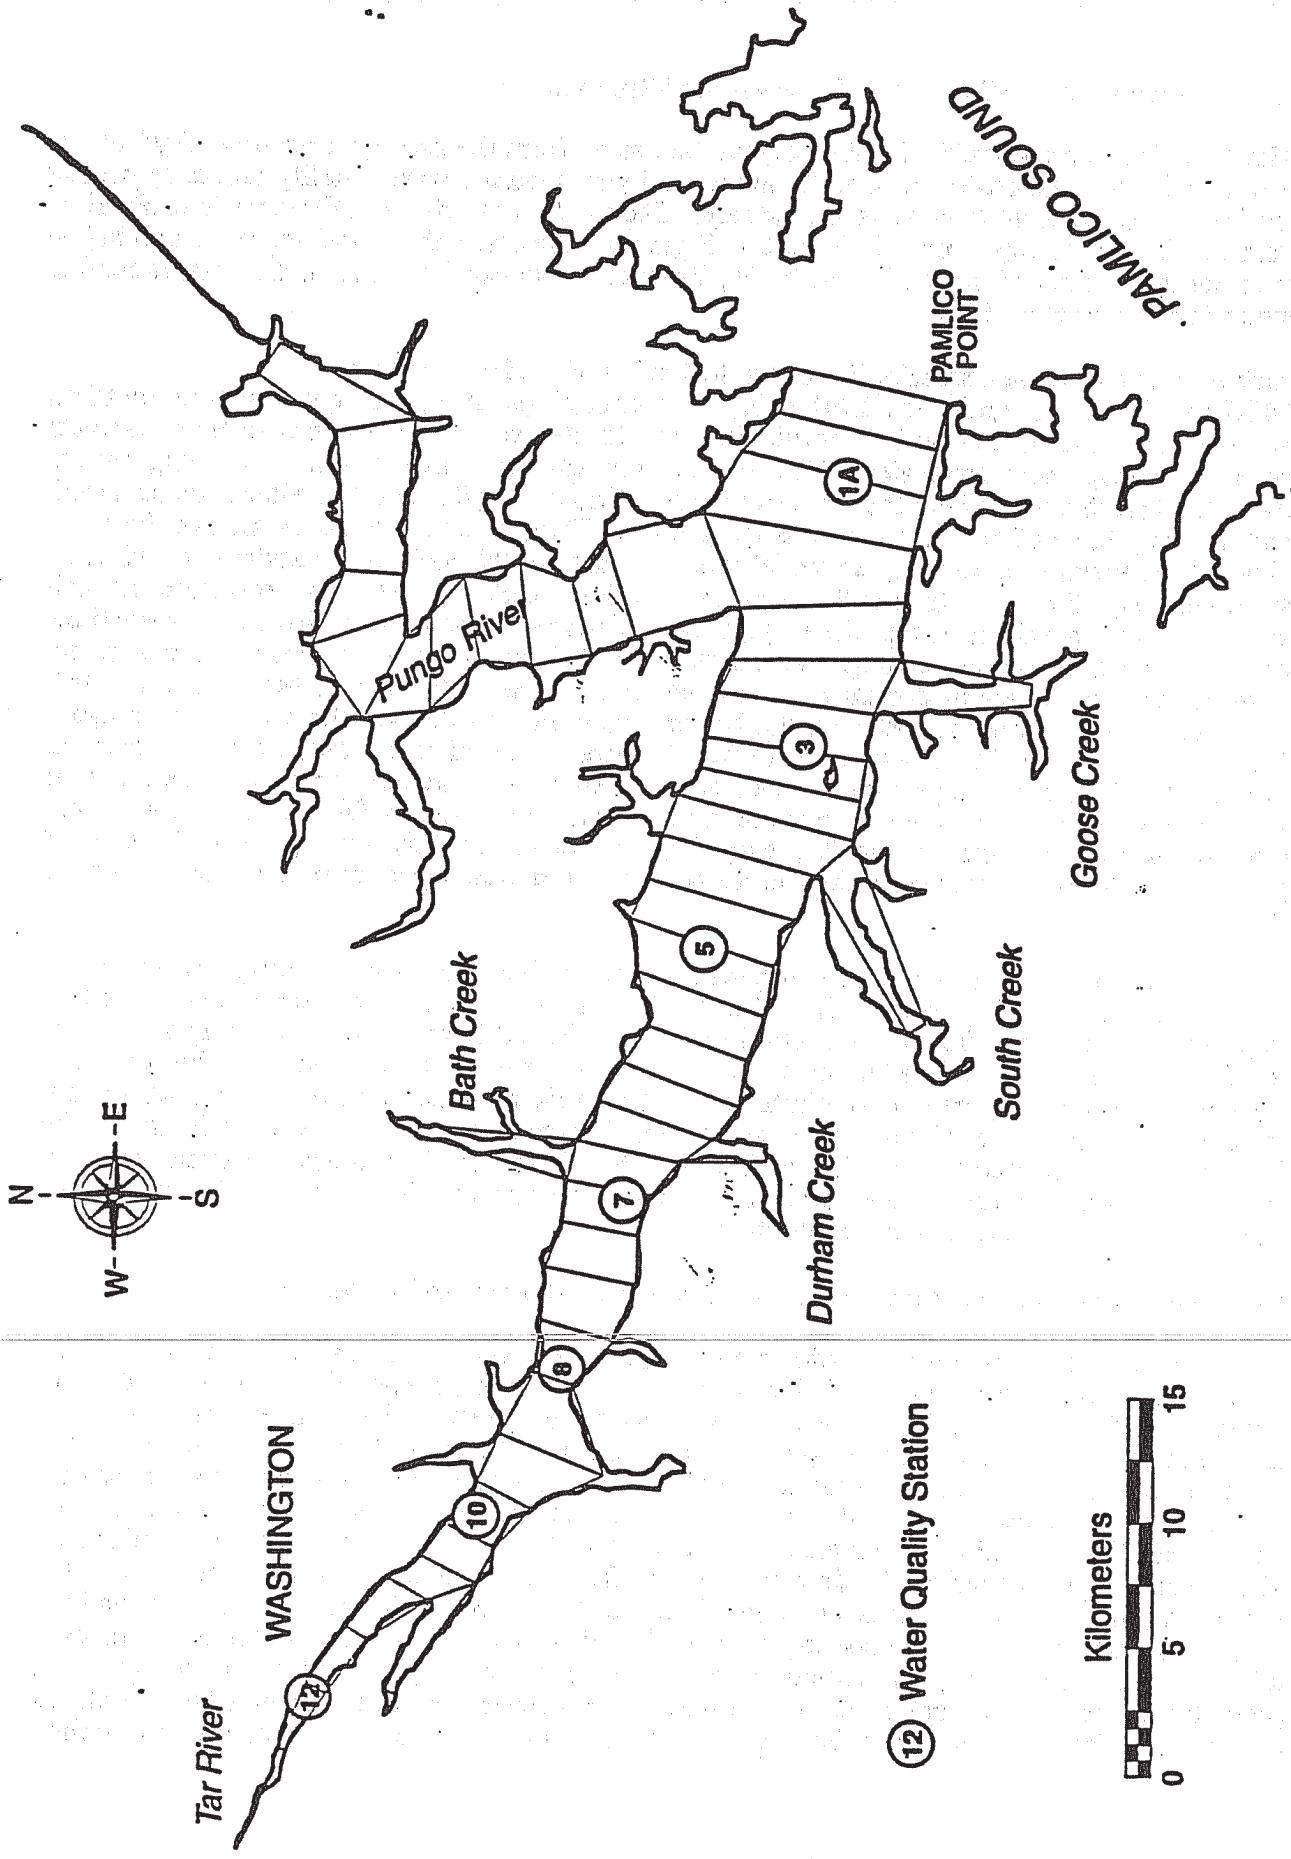 N
W
E
S
Tar River
WASHINGTON
Bath Creek
Pungo River
12
10
8
7
5
3
1A
PAMLICO
POINT
PAMLICO SOUND
Durham Creek
South Creek
Goose Creek
12 Water Quality Station
Kilometers
0 5 10 15